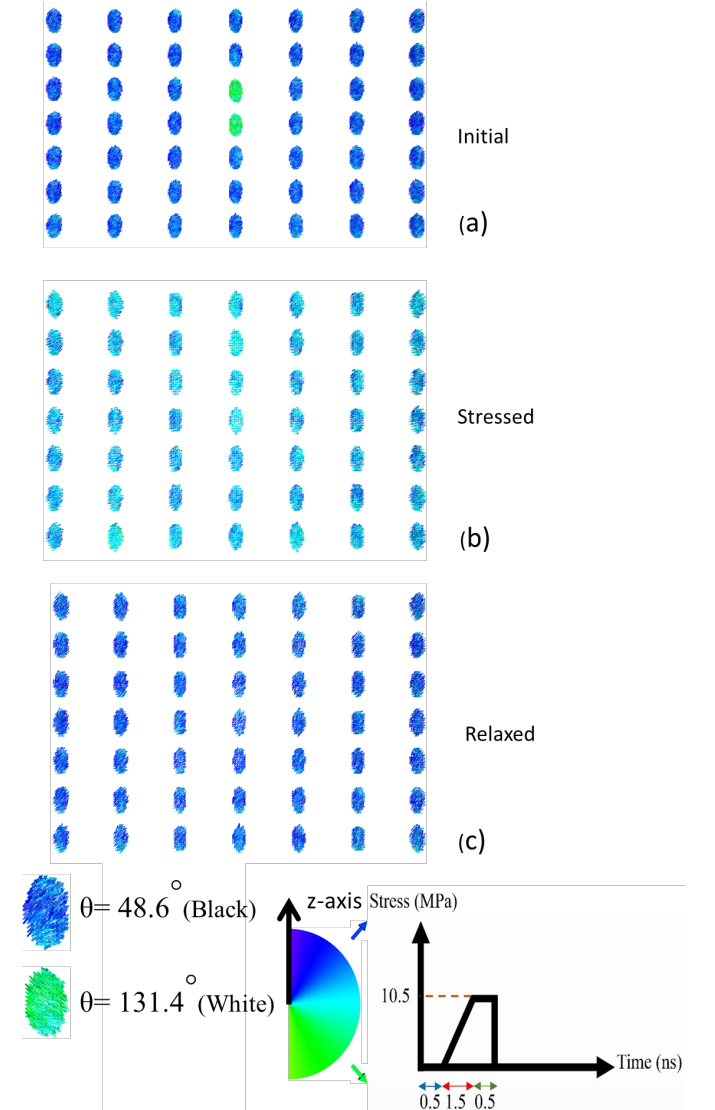 Initial
(a)
Stressed
(b)
Relaxed
(c)
θ= 48.6° (Black)
θ= 131.4° (White)
z-axis
Stress (MPa)
10.5
Time (ns)
0.5 1.5 0.5